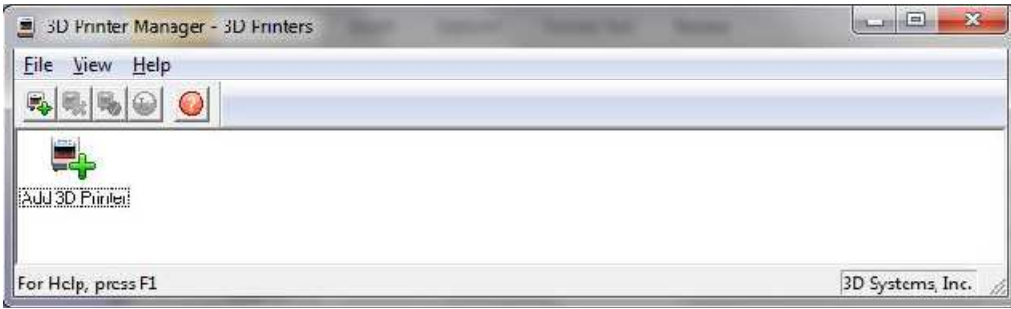 3D Printer Manager - 3D Printers
File View Help
Add 3D Printer
For Help, press F1
3D Systems, Inc.